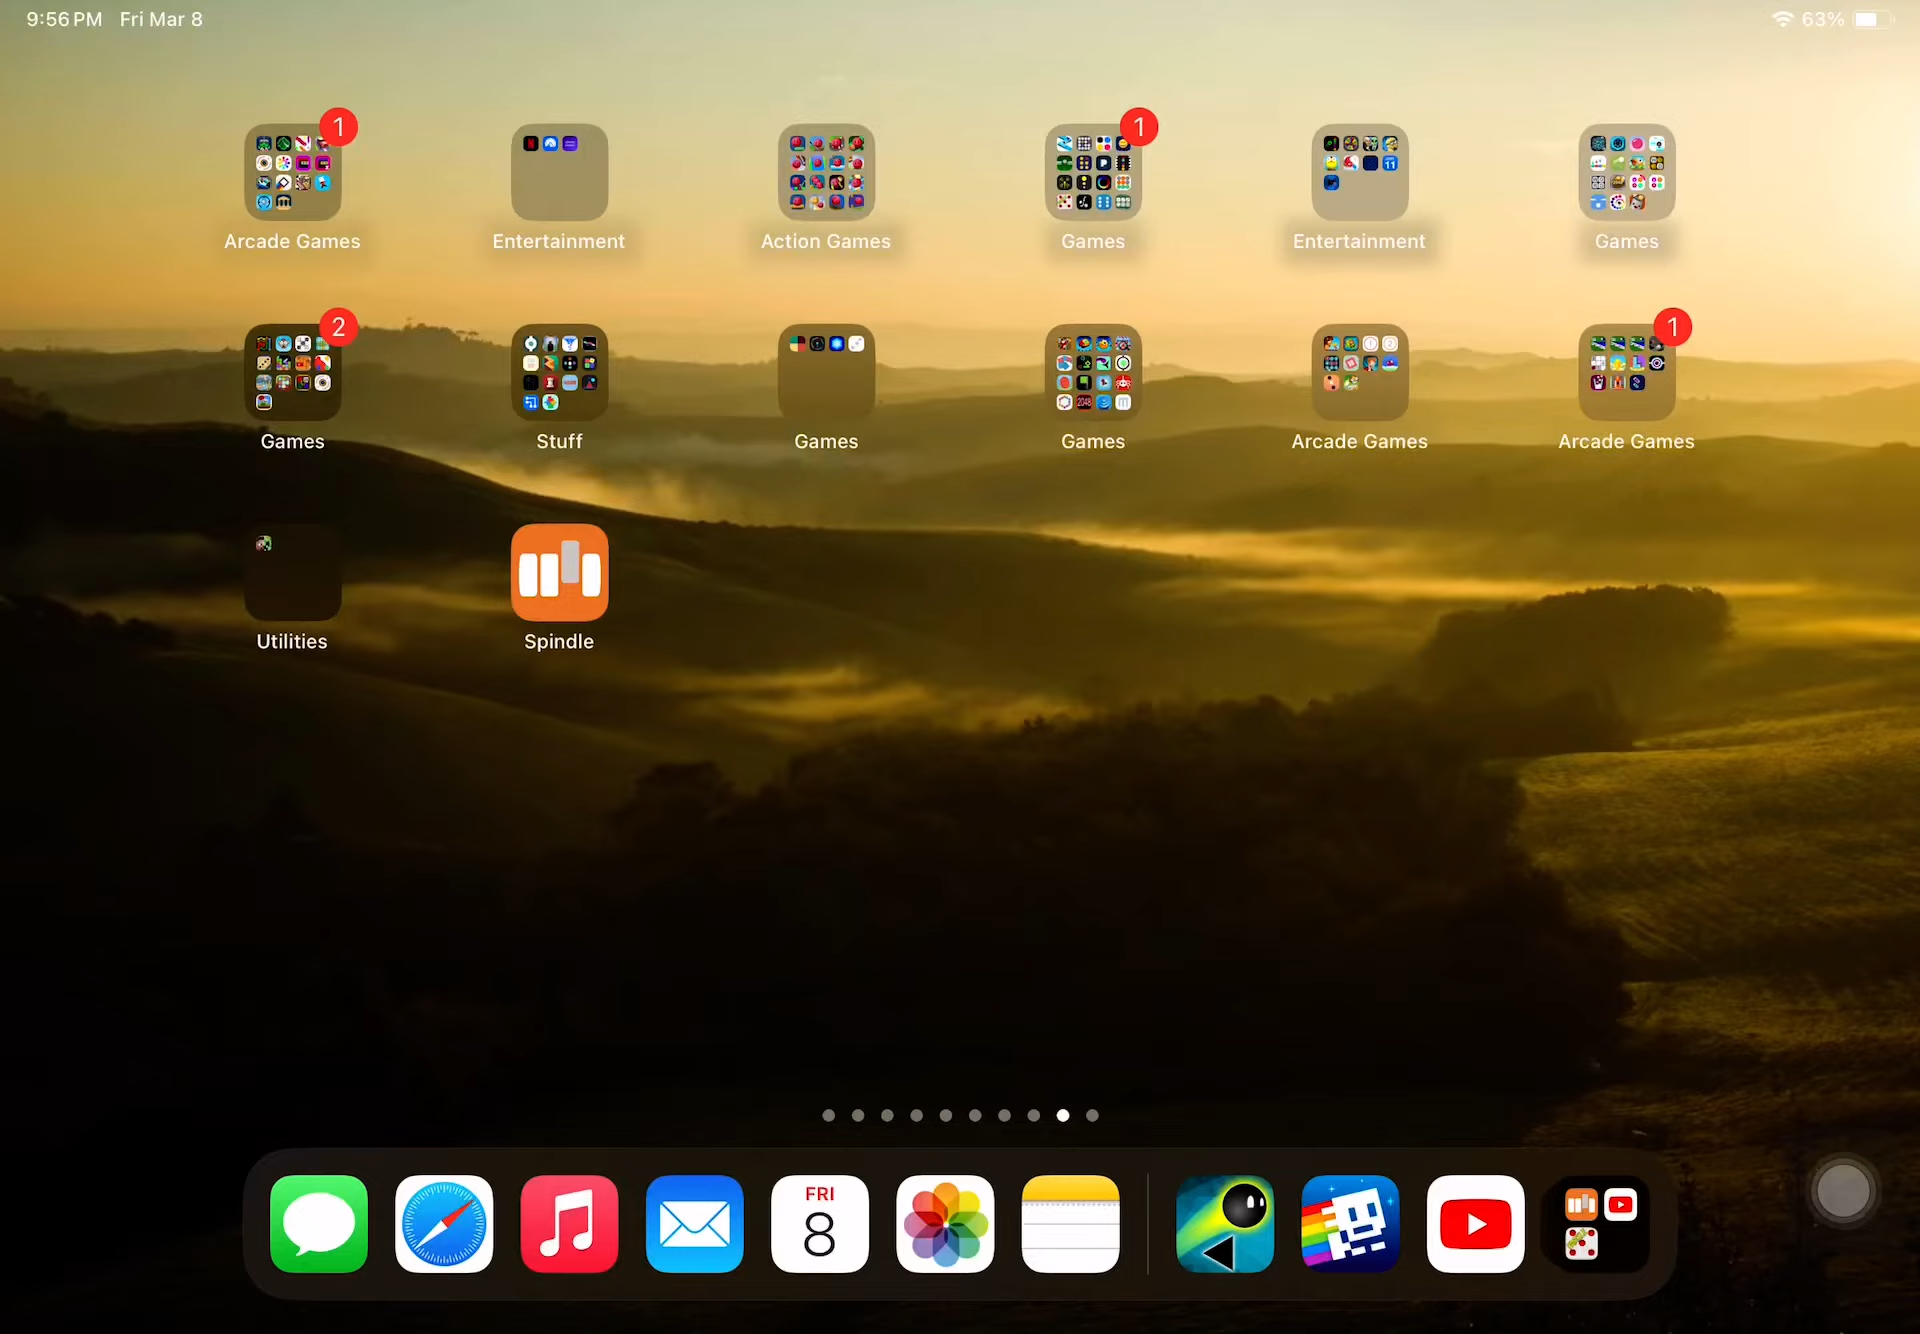 9:56 PM Fri Mar 8
63%
1
1
Arcade Games
Entertainment
Action Games
Games
Entertainment
Games
2
1
Games
Stuff
Games
Games
Arcade Games
Arcade Games
Utilities
Spindle
FRI
8